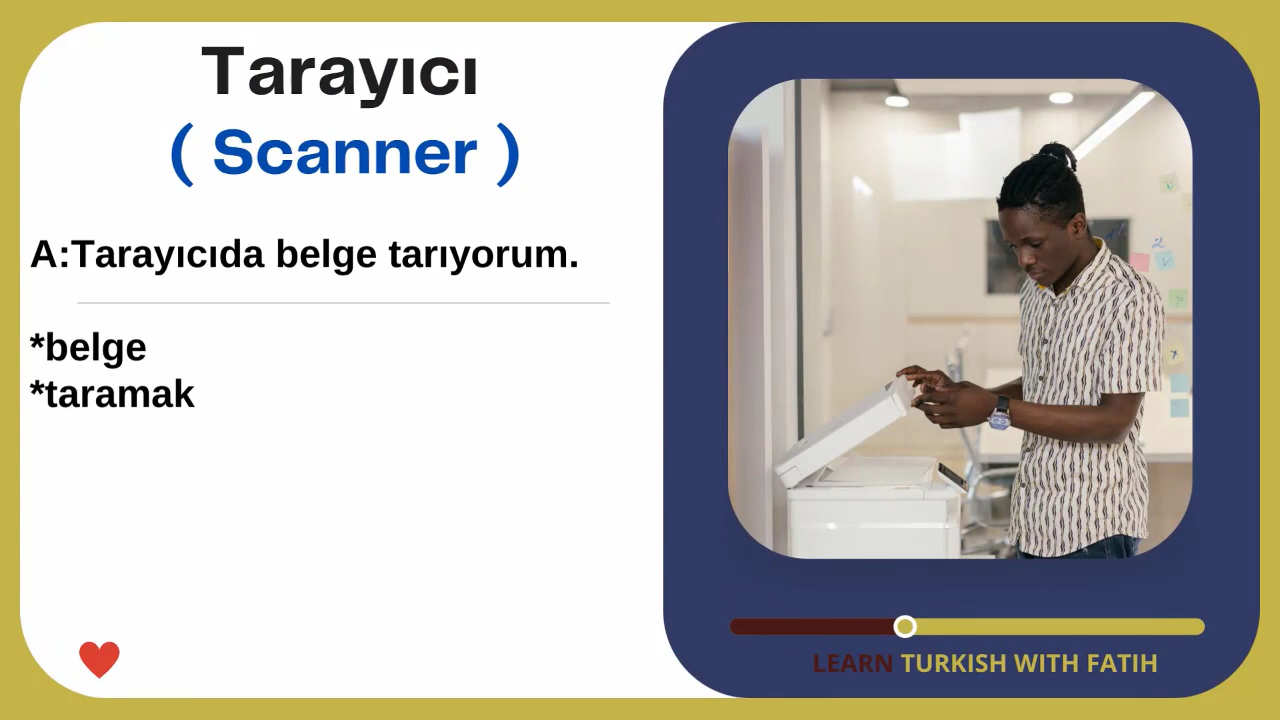 Tarayıcı
( Scanner )
A:Tarayıcıda belge tarıyorum.
*belge
*taramak
LEARN TURKISH WITH FATIH